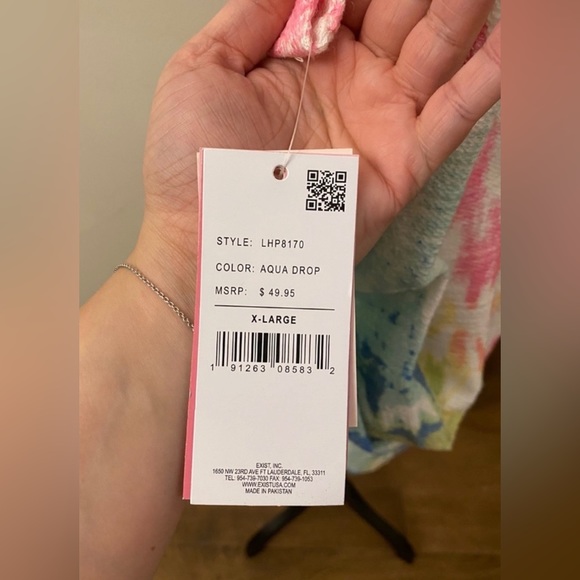 STYLE: LHP8170
COLOR: AQUA DROP
MSRP: $ 49.95
X-LARGE
1 91263 08583 2
EXIST, INC.
1650 NW 23RD AVE FT LAUDERDALE, FL, 33311
TEL: 954-739-7030 FAX: 954-739-1053
WWW.EXISTUSA.COM
MADE IN PAKISTAN